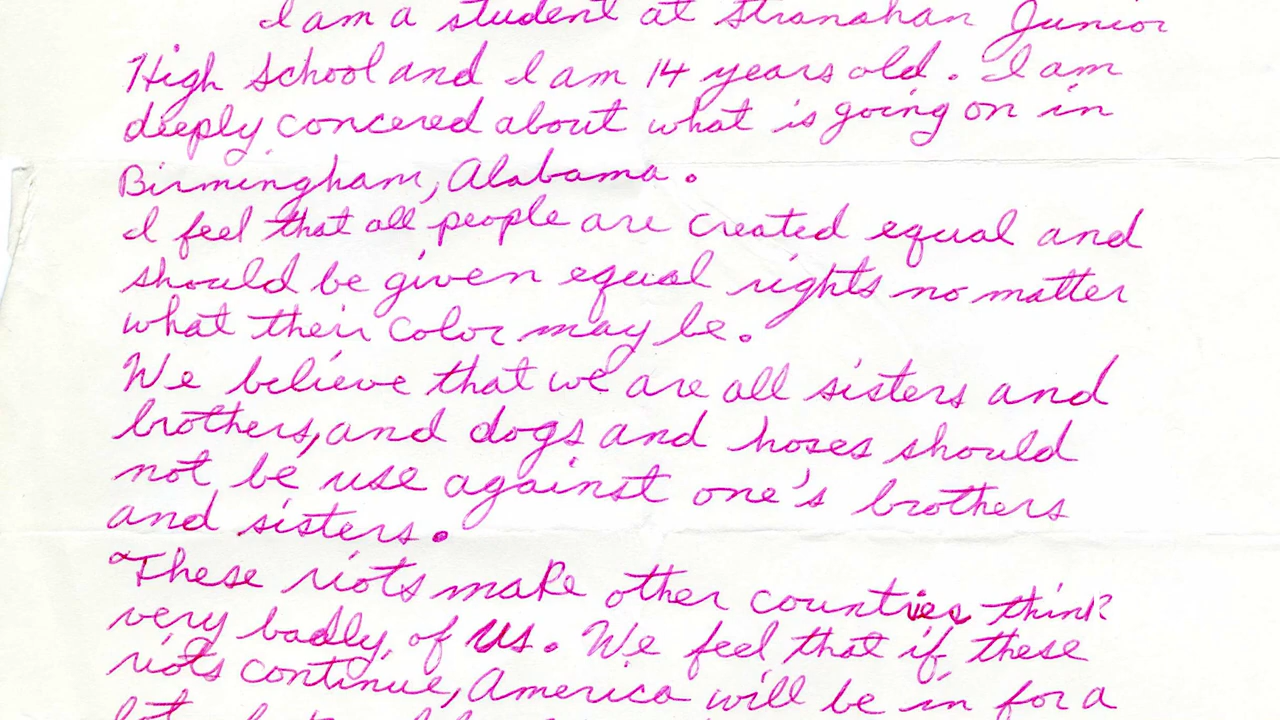 I am a student at Stranahan Junior
High School and I am 14 years old. I am
deeply concered about what is going on in
Birmingham, Alabama.
I feel that all people are created equal and
should be given equal rights no matter
what their color may be.
We believe that we are all sisters and
brothers, and dogs and hoses should
not be use against one's brothers
and sisters.
These riots make other counties think
very badly, of us. We feel that if these
riots continue, America will be in for a